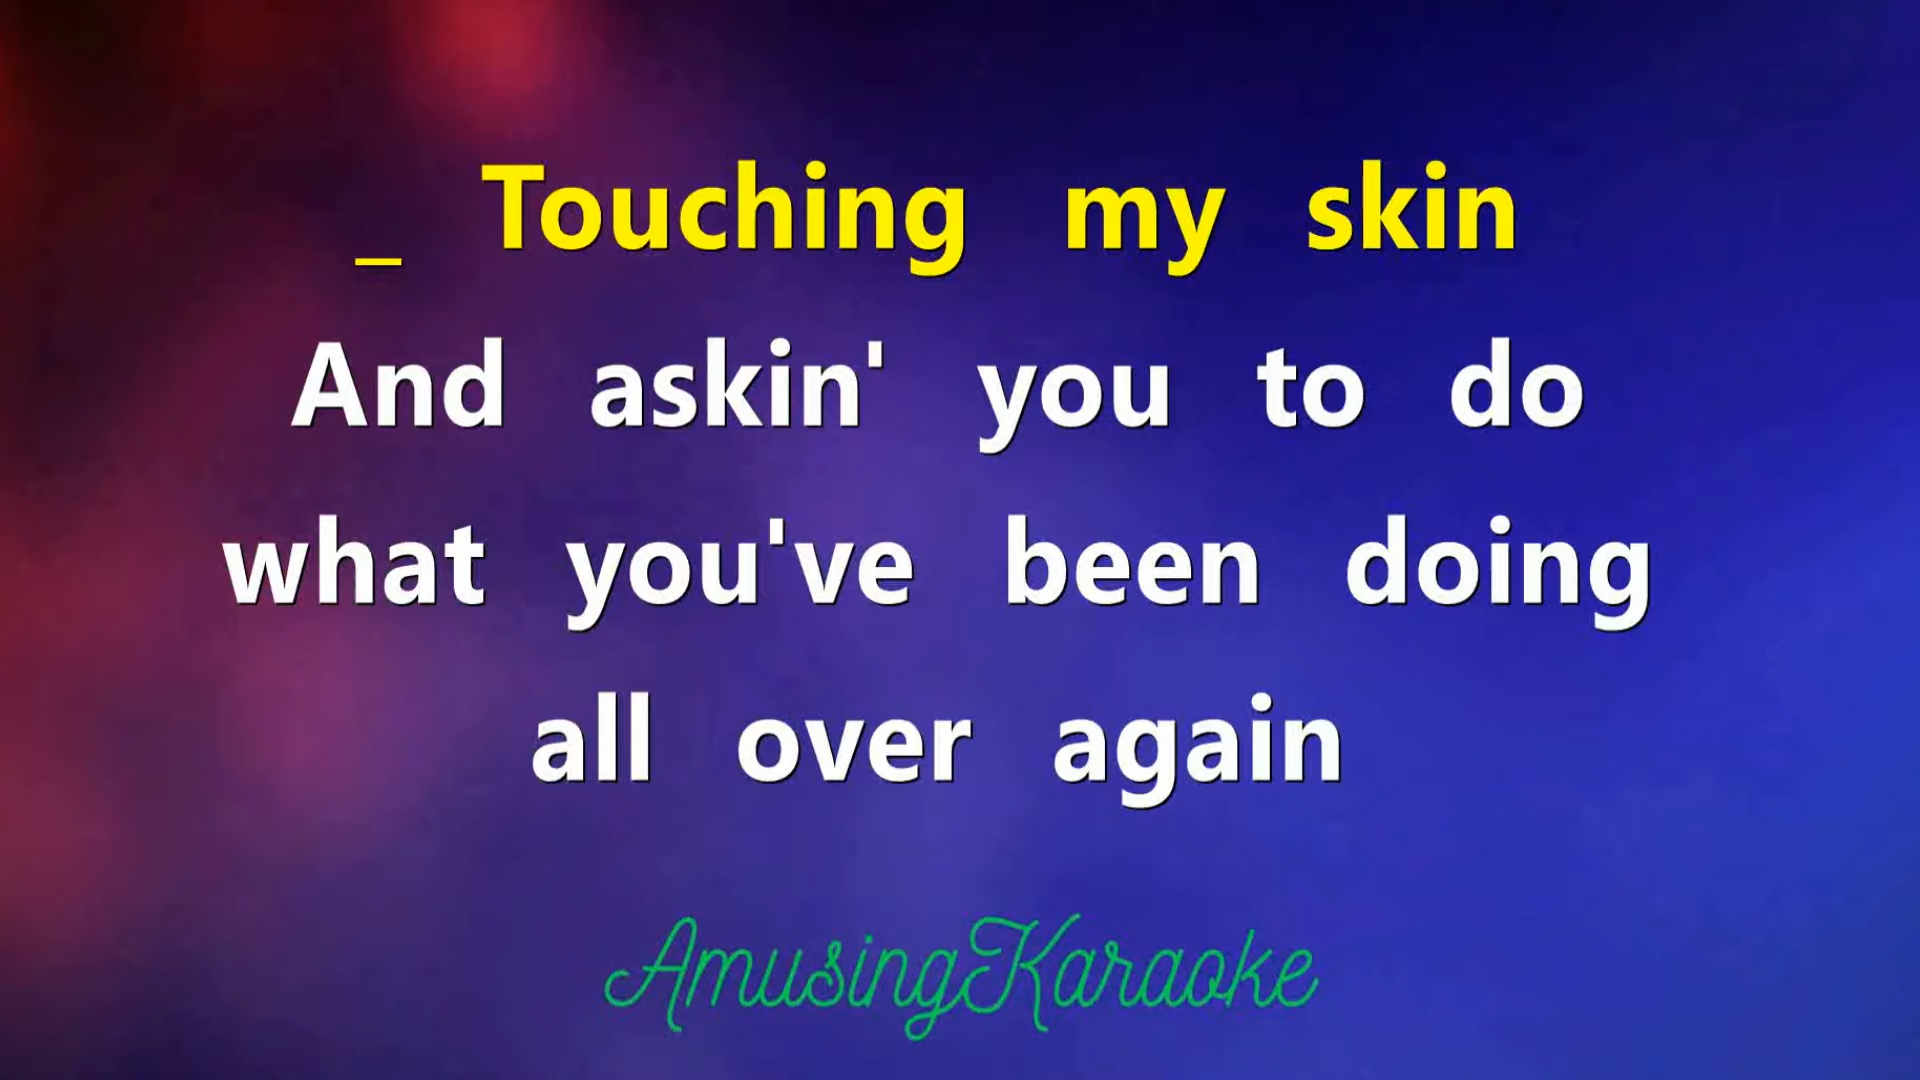 _ Touching my skin
And askin' you to do
what you've been doing
all over again
AmusingKaraoke